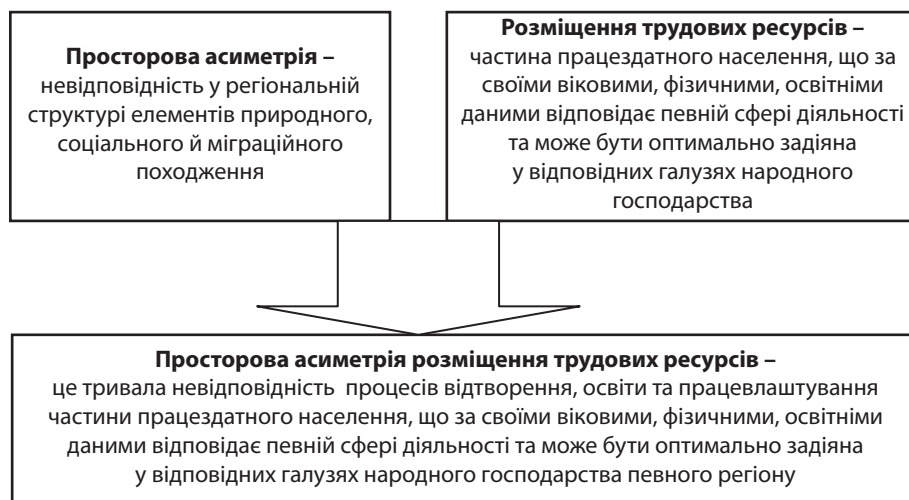 Просторова асиметрія –
невідповідність у регіональній
структурі елементів природного,
соціального й міграційного
походження
Розміщення трудових ресурсів –
частина працездатного населення, що за
своїми віковими, фізичними, освітніми
даними відповідає певній сфері діяльності
та може бути оптимально задіяна
у відповідних галузях народного
господарства
Просторова асиметрія розміщення трудових ресурсів –
це тривала невідповідність процесів відтворення, освіти та працевлаштування
частини працездатного населення, що за своїми віковими, фізичними, освітніми
даними відповідає певній сфері діяльності та може бути оптимально задіяна
у відповідних галузях народного господарства певного регіону